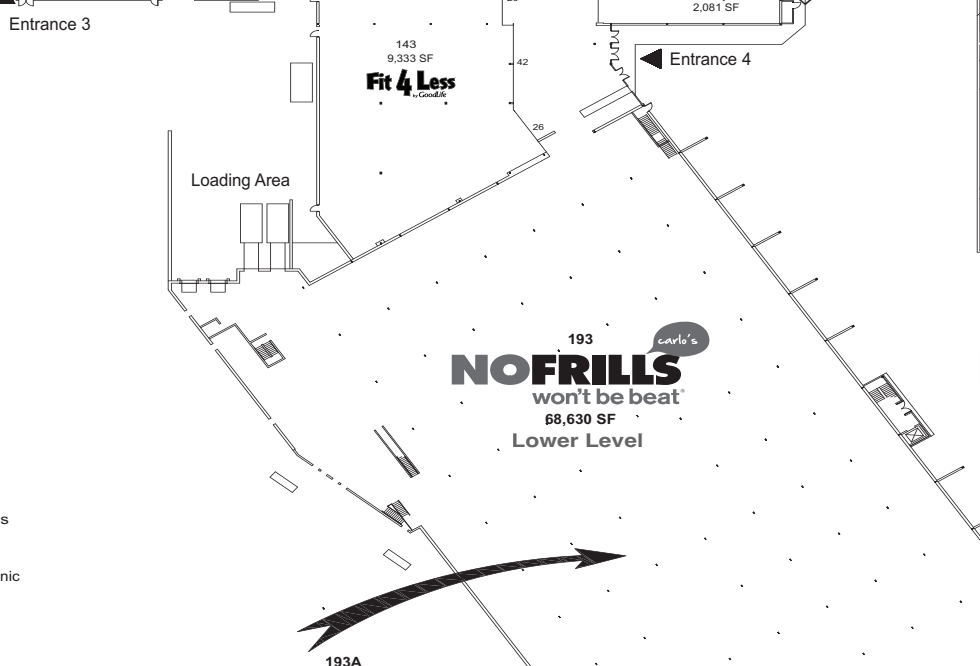 2,081 SF
Entrance 3
143
9,333 SF
Fit 4 Less
by GoodLife
42
Entrance 4
26
Loading Area
193
carlo's
NOFRILLS
won't be beat®
68,630 SF
Lower Level
s
nic
193A